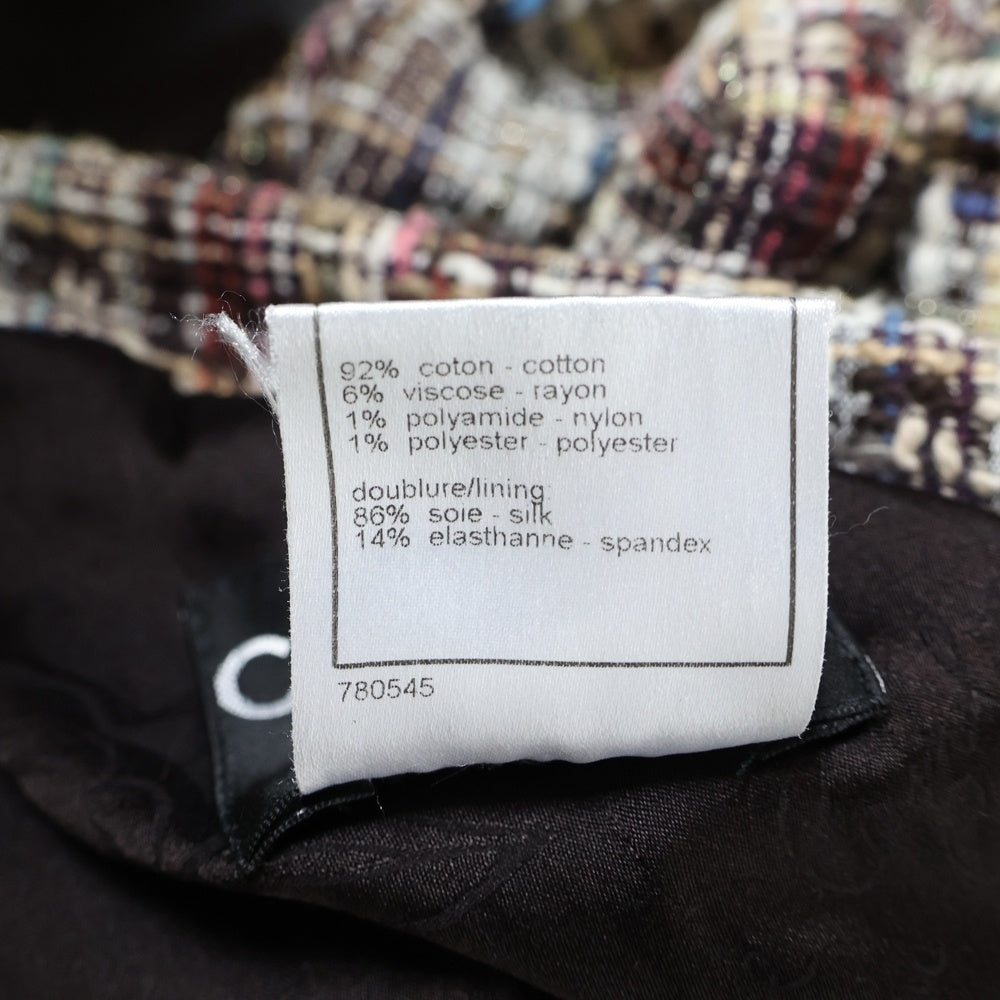 92% coton - cotton
6% viscose - rayon
1% polyamide - nylon
1% polyester - polyester
doublure/lining:
86% soie - silk
14% elasthanne - spandex
780545
C